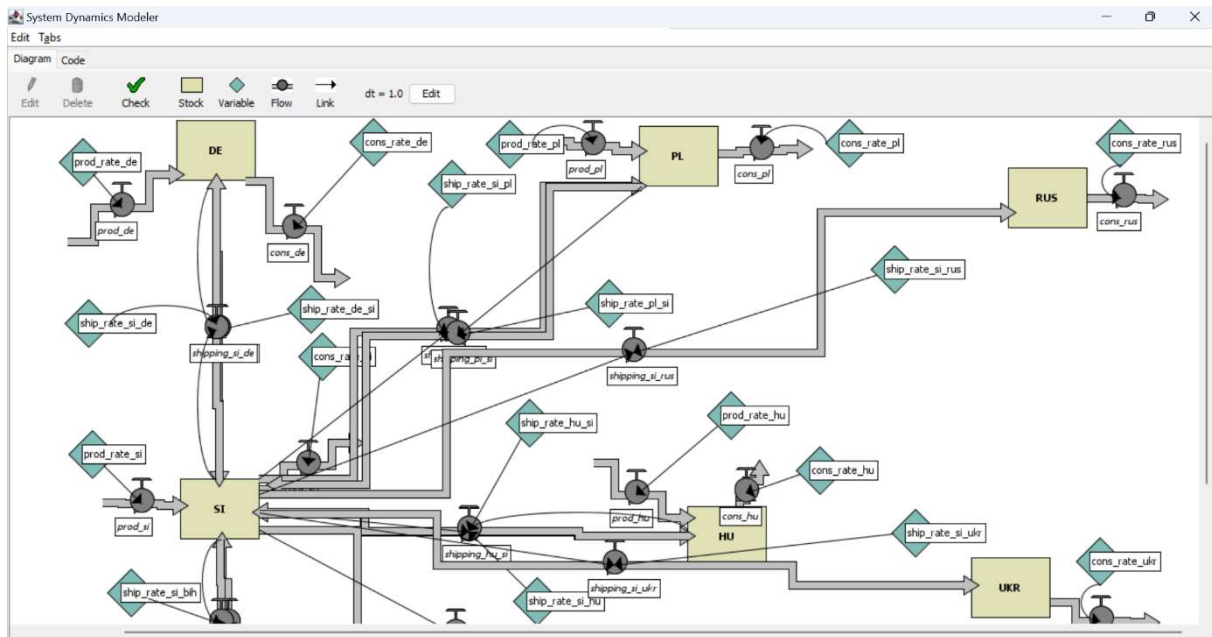 System Dynamics Modeler
Edit Tabs
Diagram Code
Edit Delete Check Stock Variable Flow Link dt = 1.0 Edit
DE
cons_rate_de
prod_rate_pl
prod_pl
PL
cons_rate_pl
cons_pl
cons_rate_rus
prod_rate_de
ship_rate_si_pl
RUS
prod_de
cons_rus
cons_de
ship_rate_si_rus
ship_rate_de_si
ship_rate_pl_si
ship_rate_si_de
shipping_si_de
shipping_pl_si
shipping_si_rus
ship_rate_hu_si
prod_rate_hu
prod_rate_si
cons_rate_hu
SI
prod_si
prod_hu
cons_hu
HU
ship_rate_si_ukr
shipping_hu_si
cons_rate_ukr
shipping_si_ukr
UKR
ship_rate_si_bih
ship_rate_si_hu